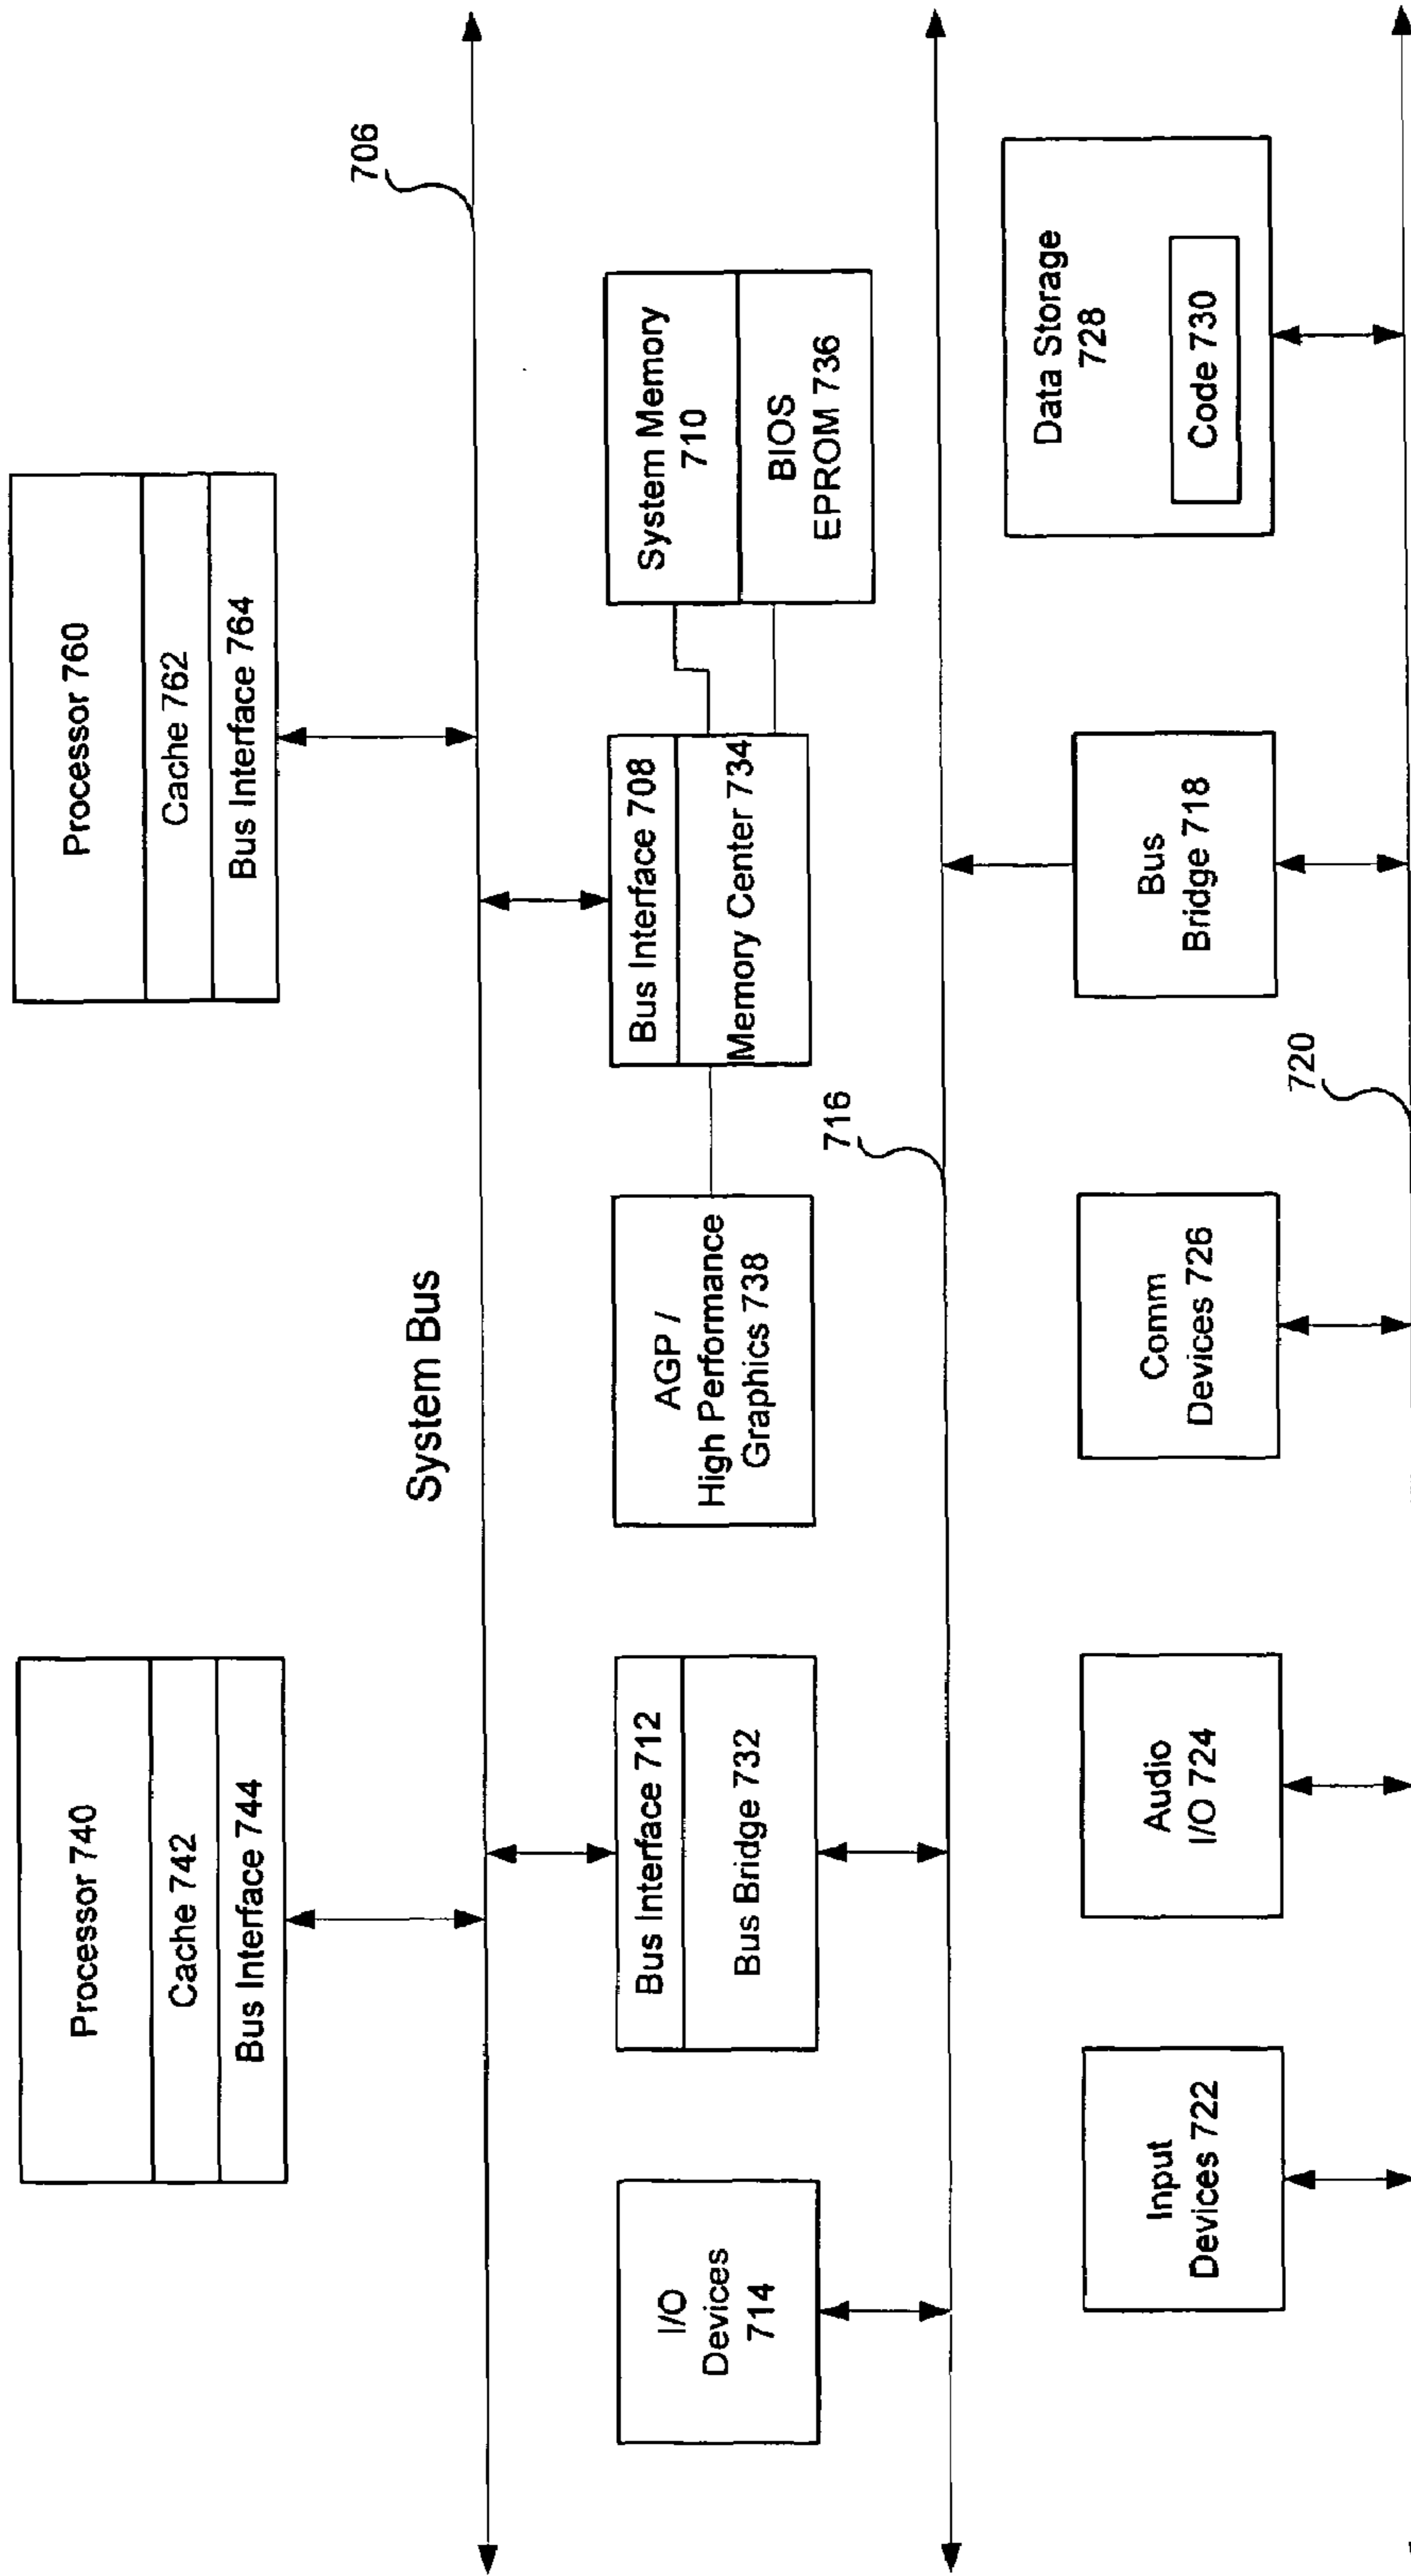 Processor 740
Cache 742
Bus Interface 744
Processor 760
Cache 762
Bus Interface 764
System Bus
706
I/O
Devices
714
Bus Interface 712
Bus Bridge 732
AGP /
High Performance
Graphics 738
Bus Interface 708
Memory Center 734
System Memory
710
BIOS
EPROM 736
716
Input
Devices 722
Audio
I/O 724
Comm
Devices 726
Bus
Bridge 718
Data Storage
728
Code 730
720